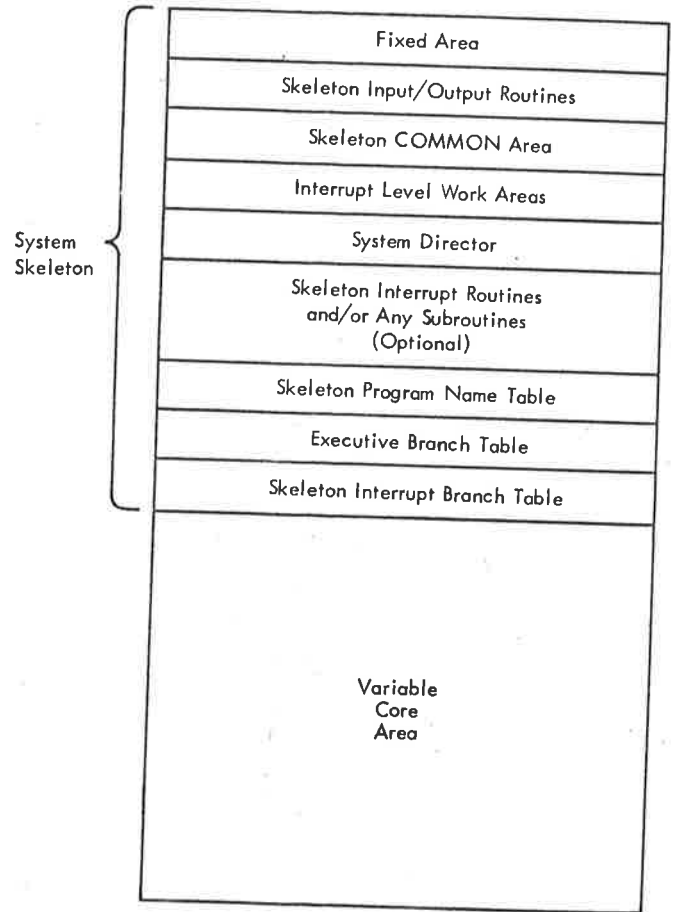 Fixed Area
Skeleton Input/Output Routines
Skeleton COMMON Area
Interrupt Level Work Areas
System Director
System
Skeleton
Skeleton Interrupt Routines
and/or Any Subroutines
(Optional)
Skeleton Program Name Table
Executive Branch Table
Skeleton Interrupt Branch Table
Variable
Core
Area